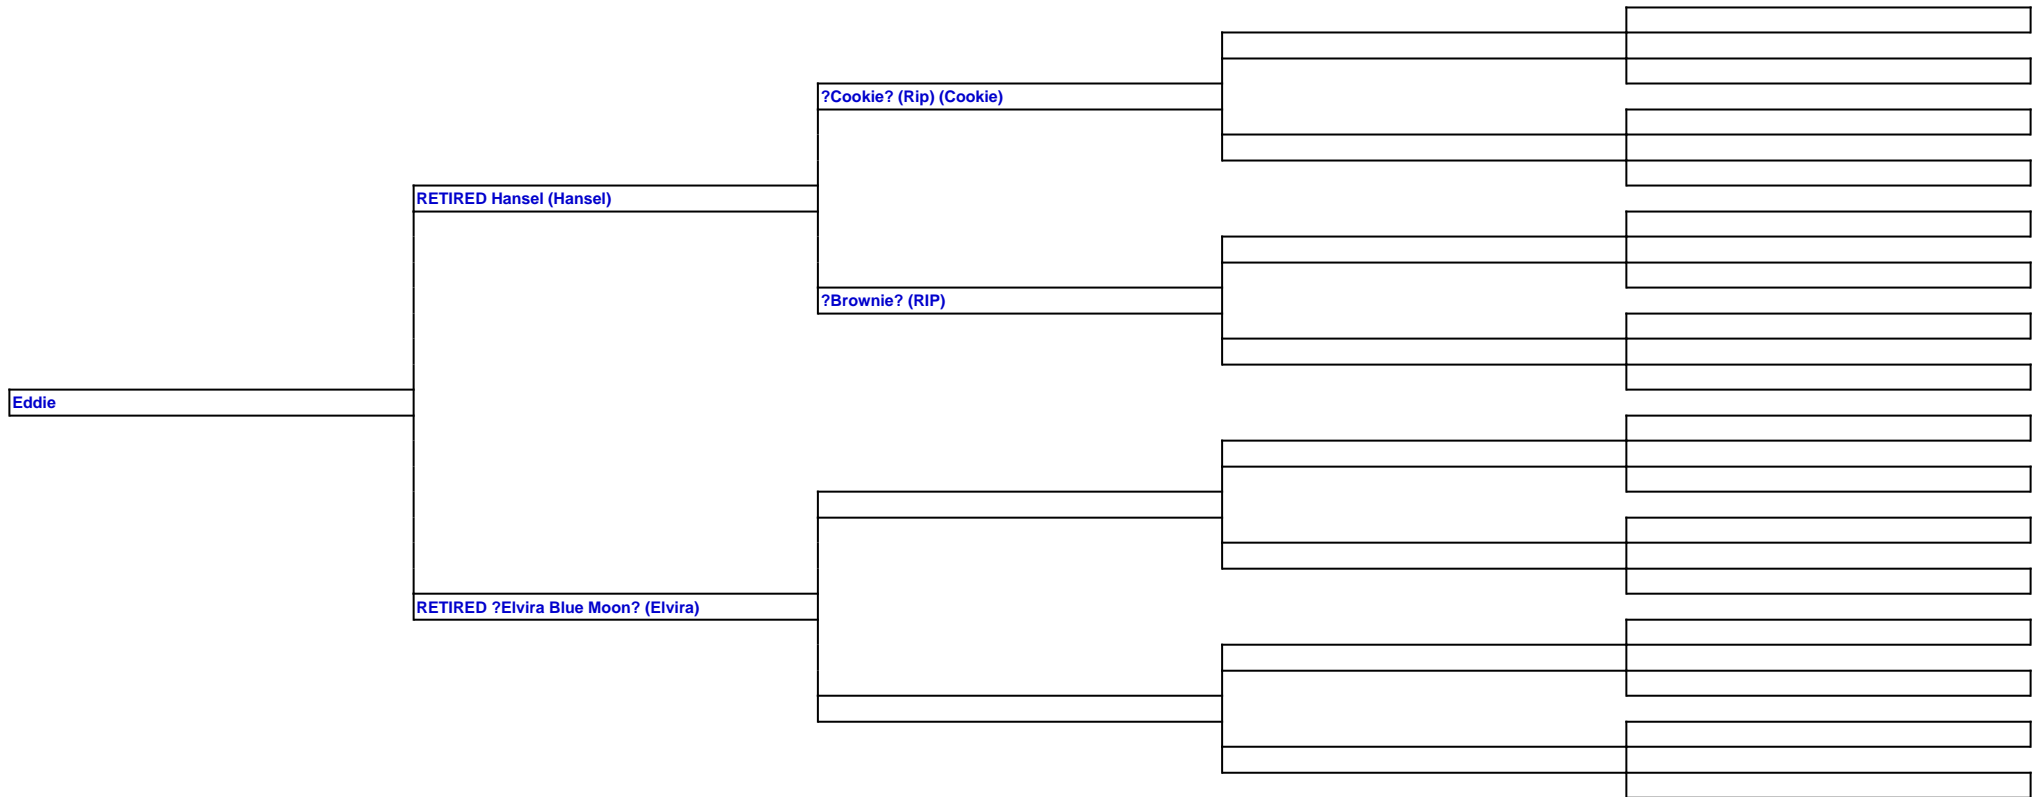 ?Cookie? (Rip) (Cookie)
RETIRED Hansel (Hansel)
?Brownie? (RIP)
Eddie
RETIRED ?Elvira Blue Moon? (Elvira)